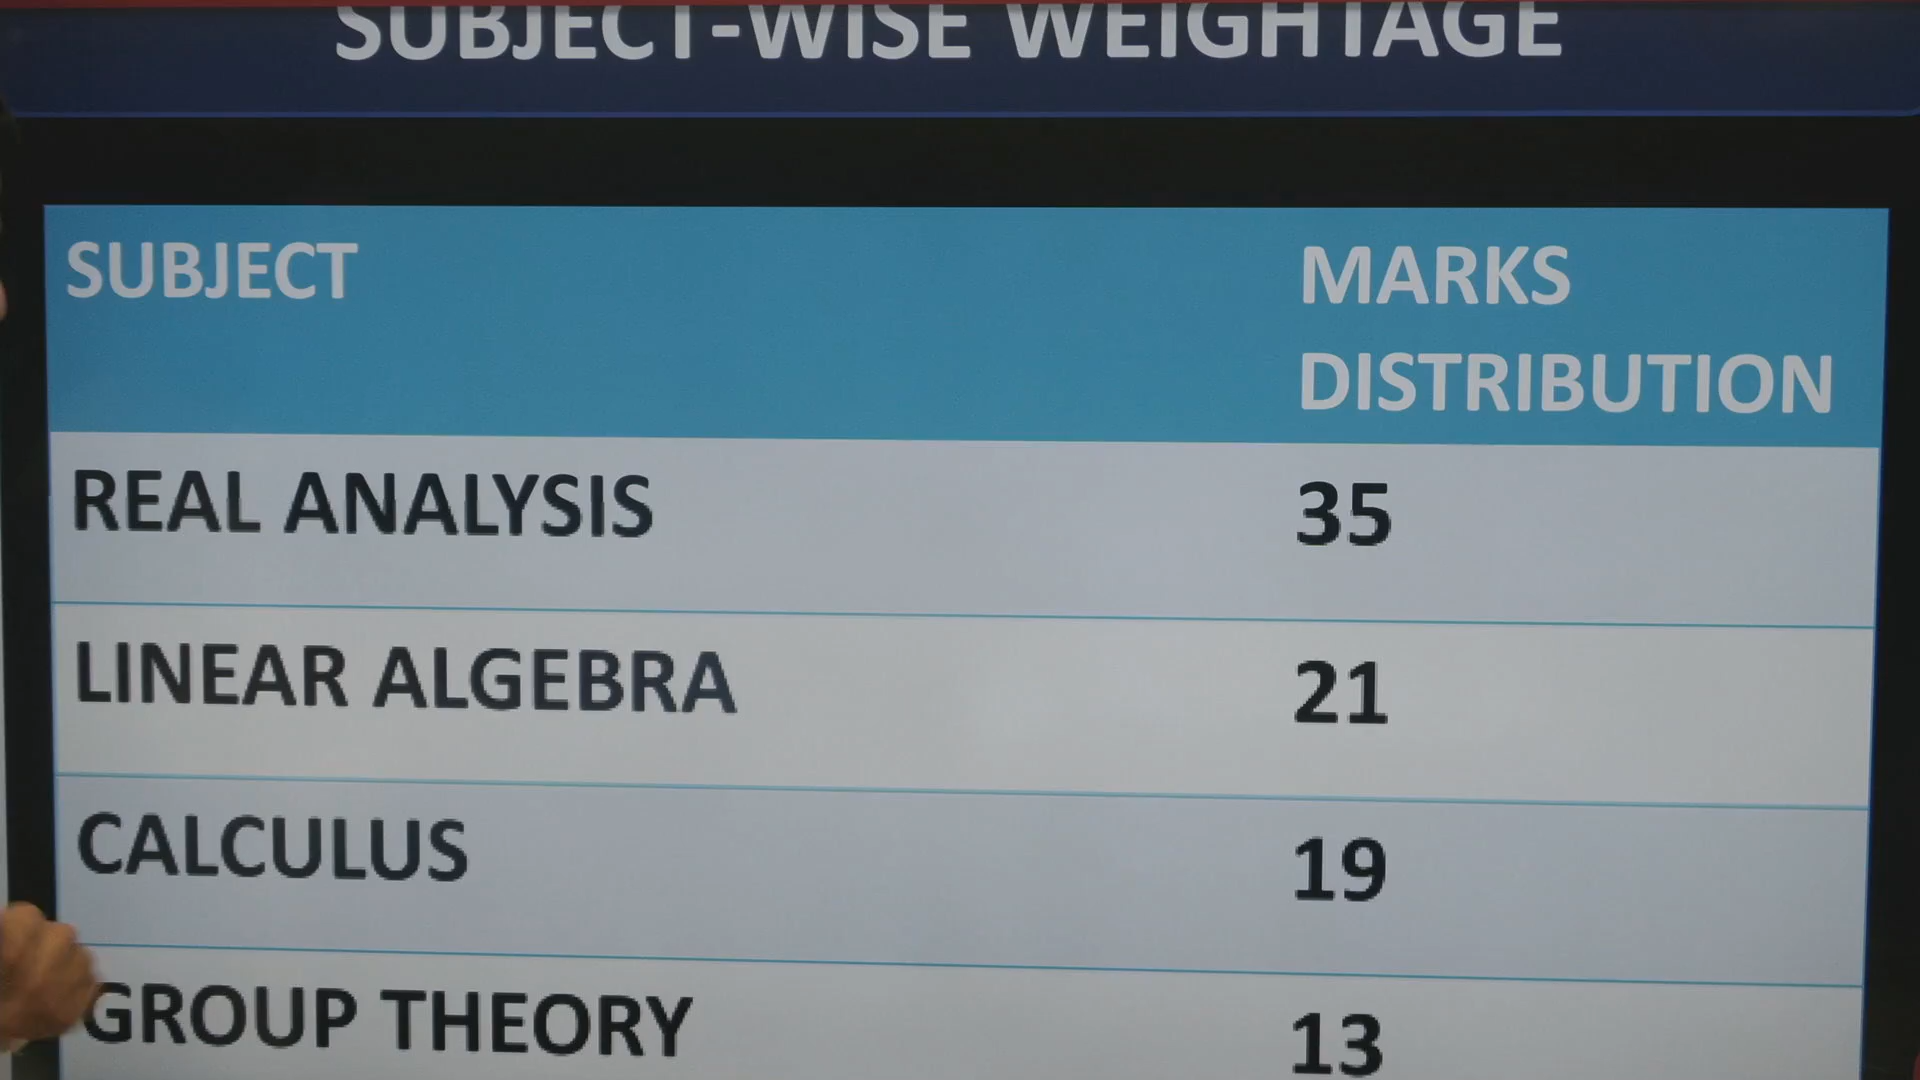 SUBJECT-WISE WEIGHTAGE
SUBJECT
MARKS
DISTRIBUTION
REAL ANALYSIS 35
LINEAR ALGEBRA 21
CALCULUS 19
GROUP THEORY 13